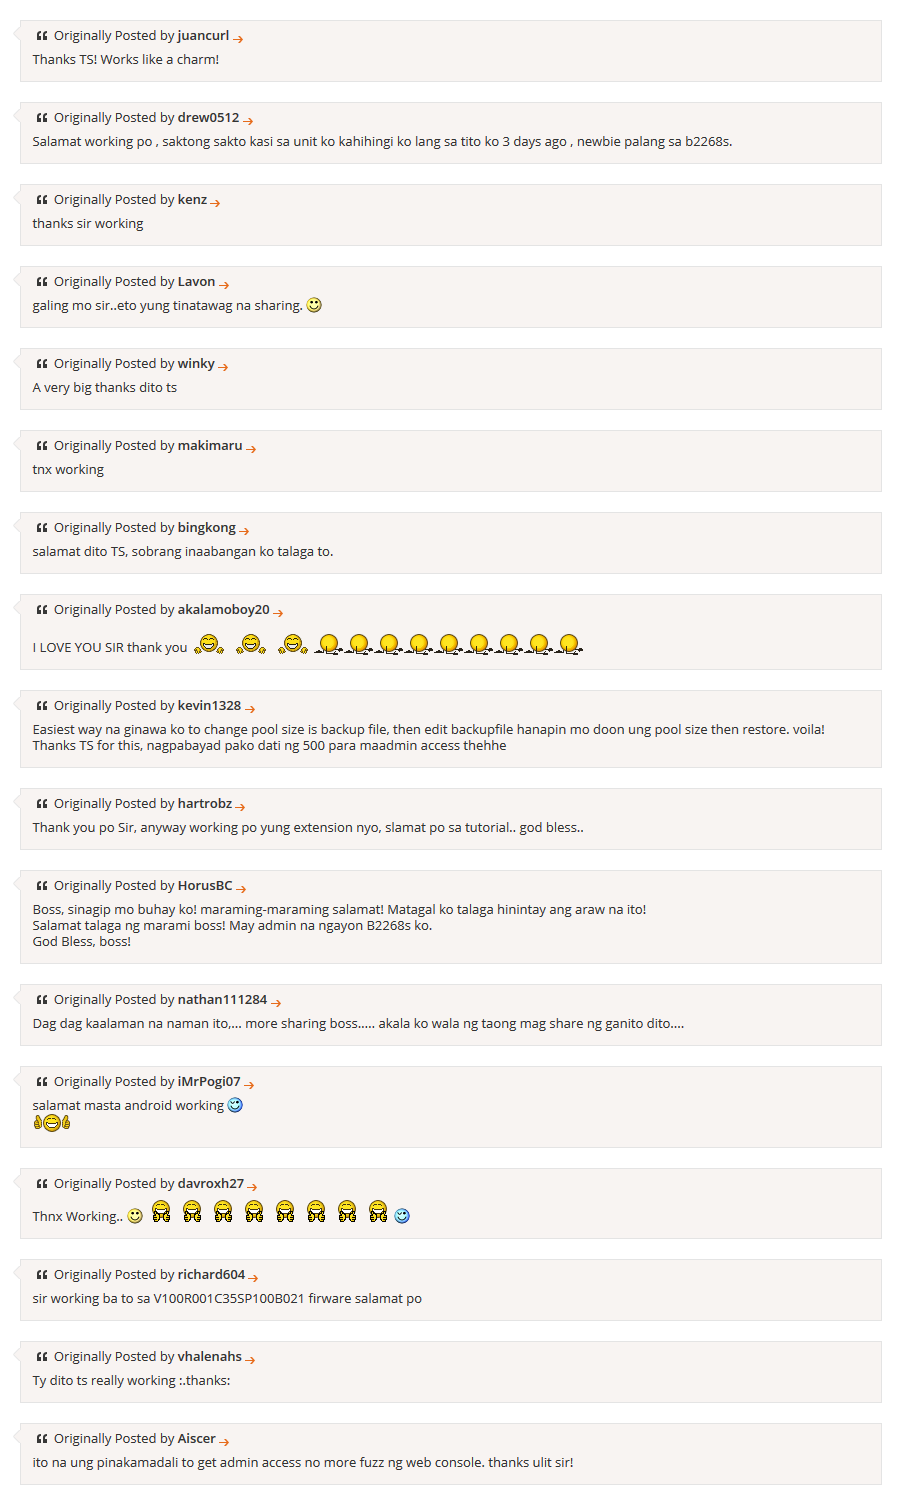 Originally Posted by juancurl
Thanks TS! Works like a charm!
Originally Posted by drew0512
Salamat working po , saktong sakto kasi sa unit ko kahihingi ko lang sa tito ko 3 days ago , newbie palang sa b2268s.
Originally Posted by kenz
thanks sir working
Originally Posted by Lavon
galing mo sir..eto yung tinatawag na sharing.
Originally Posted by winky
A very big thanks dito ts
Originally Posted by makimaru
tnx working
Originally Posted by bingkong
salamat dito TS, sobrang inaabangan ko talaga to.
Originally Posted by akalamoboy20
I LOVE YOU SIR thank you
Originally Posted by kevin1328
Easiest way na ginawa ko to change pool size is backup file, then edit backupfile hanapin mo doon ung pool size then restore. voila!
Thanks TS for this, nagpabayad pako dati ng 500 para maadmin access thehhe
Originally Posted by hartrobz
Thank you po Sir, anyway working po yung extension nyo, slamat po sa tutorial.. god bless..
Originally Posted by HorusBC
Boss, sinagip mo buhay ko! maraming-maraming salamat! Matagal ko talaga hinintay ang araw na ito!
Salamat talaga ng marami boss! May admin na ngayon B2268s ko.
God Bless, boss!
Originally Posted by nathan111284
Dag dag kaalaman na naman ito,... more sharing boss..... akala ko wala ng taong mag share ng ganito dito....
Originally Posted by iMrPogi07
salamat masta android working
Originally Posted by davroxh27
Thnx Working..
Originally Posted by richard604
sir working ba to sa V100R001C35SP100B021 firware salamat po
Originally Posted by vhalenahs
Ty dito ts really working :.thanks:
Originally Posted by Aiscer
ito na ung pinakamadali to get admin access no more fuzz ng web console. thanks ulit sir!